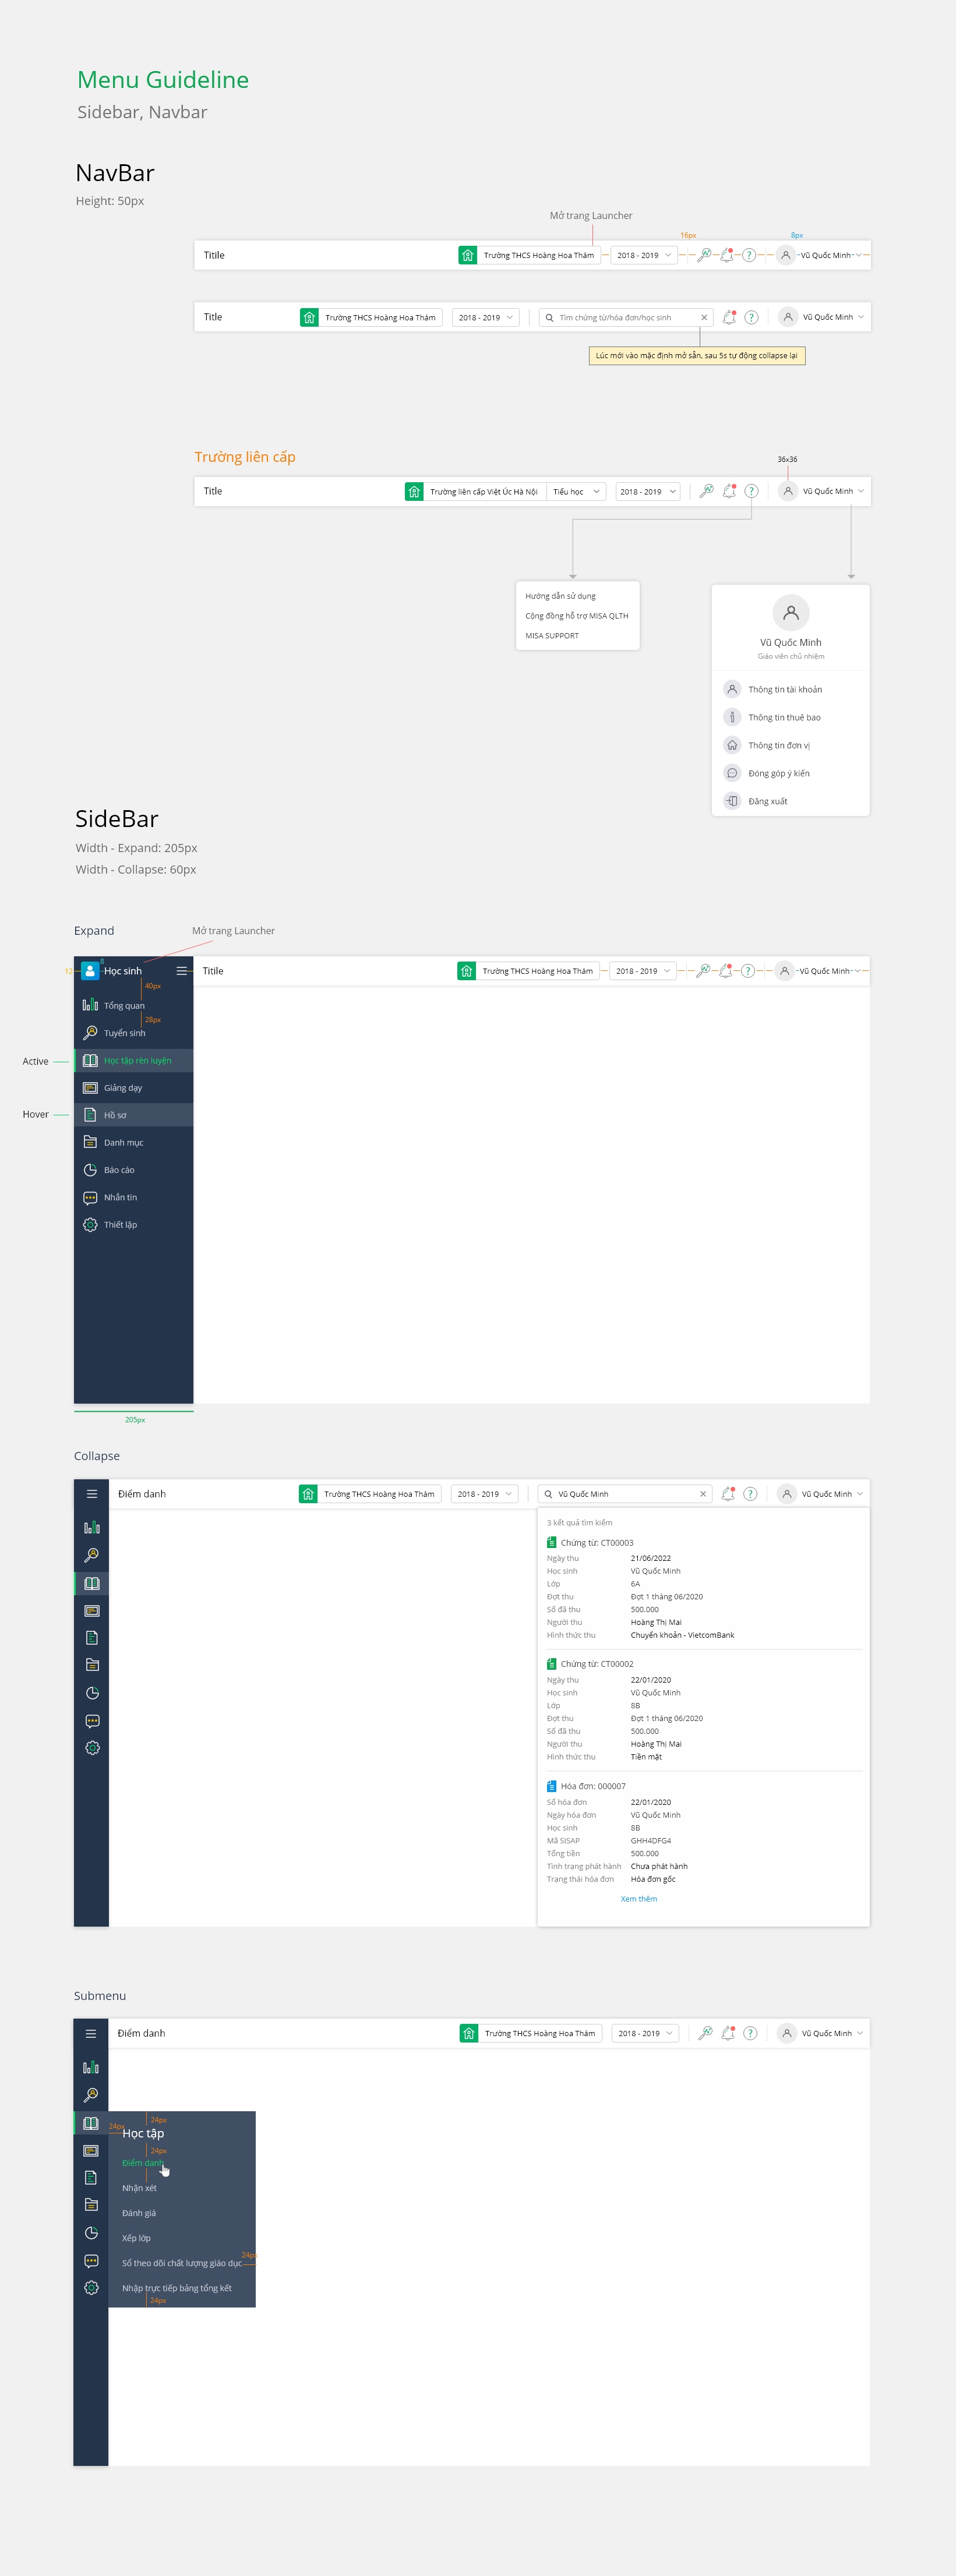 Menu Guideline
Sidebar, Navbar
NavBar
Height: 50px
Mở trang Launcher
16px
8px
Titile
Trường THCS Hoàng Hoa Thám
2018 - 2019
Vũ Quốc Minh
Title
Trường THCS Hoàng Hoa Thám
2018 - 2019
Tìm chứng từ/hóa đơn/học sinh
Vũ Quốc Minh
Lúc mới vào mặc định mở sẵn, sau 5s tự động collapse lại
Trường liên cấp
36x36
Title
Trường liên cấp Việt Úc Hà Nội
Tiểu học
2018 - 2019
Vũ Quốc Minh
Hướng dẫn sử dụng
Cộng đồng hỗ trợ MISA QLTH
MISA SUPPORT
Vũ Quốc Minh
Giáo viên chủ nhiệm
Thông tin tài khoản
Thông tin thuê bao
Thông tin đơn vị
Đóng góp ý kiến
Đăng xuất
SideBar
Width - Expand: 205px
Width - Collapse: 60px
Expand
Mở trang Launcher
12
8
Học sinh
Titile
Trường THCS Hoàng Hoa Thám
2018 - 2019
Vũ Quốc Minh
40px
Tổng quan
28px
Tuyển sinh
Active
Học tập rèn luyện
Giảng dạy
Hover
Hồ sơ
Danh mục
Báo cáo
Nhắn tin
Thiết lập
205px
Collapse
Điểm danh
Trường THCS Hoàng Hoa Thám
2018 - 2019
Vũ Quốc Minh
Vũ Quốc Minh
3 kết quả tìm kiếm
Chứng từ: CT00003
Ngày thu 21/06/2022
Học sinh Vũ Quốc Minh
Lớp 6A
Đợt thu Đợt 1 tháng 06/2020
Số đã thu 500.000
Người thu Hoàng Thị Mai
Hình thức thu Chuyển khoản - VietcomBank
Chứng từ: CT00002
Ngày thu 22/01/2020
Học sinh Vũ Quốc Minh
Lớp 8B
Đợt thu Đợt 1 tháng 06/2020
Số đã thu 500.000
Người thu Hoàng Thị Mai
Hình thức thu Tiền mặt
Hóa đơn: 000007
Số hóa đơn 22/01/2020
Ngày hóa đơn Vũ Quốc Minh
Học sinh 8B
Mã SISAP GHH4DFG4
Tổng tiền 500.000
Tình trạng phát hành Chưa phát hành
Trạng thái hóa đơn Hóa đơn gốc
Xem thêm
Submenu
Điểm danh
Trường THCS Hoàng Hoa Thám
2018 - 2019
Vũ Quốc Minh
24px
24px
Học tập
24px
Điểm danh
Nhận xét
Đánh giá
Xếp lớp
24px
Sổ theo dõi chất lượng giáo dục
Nhập trực tiếp bảng tổng kết
24px